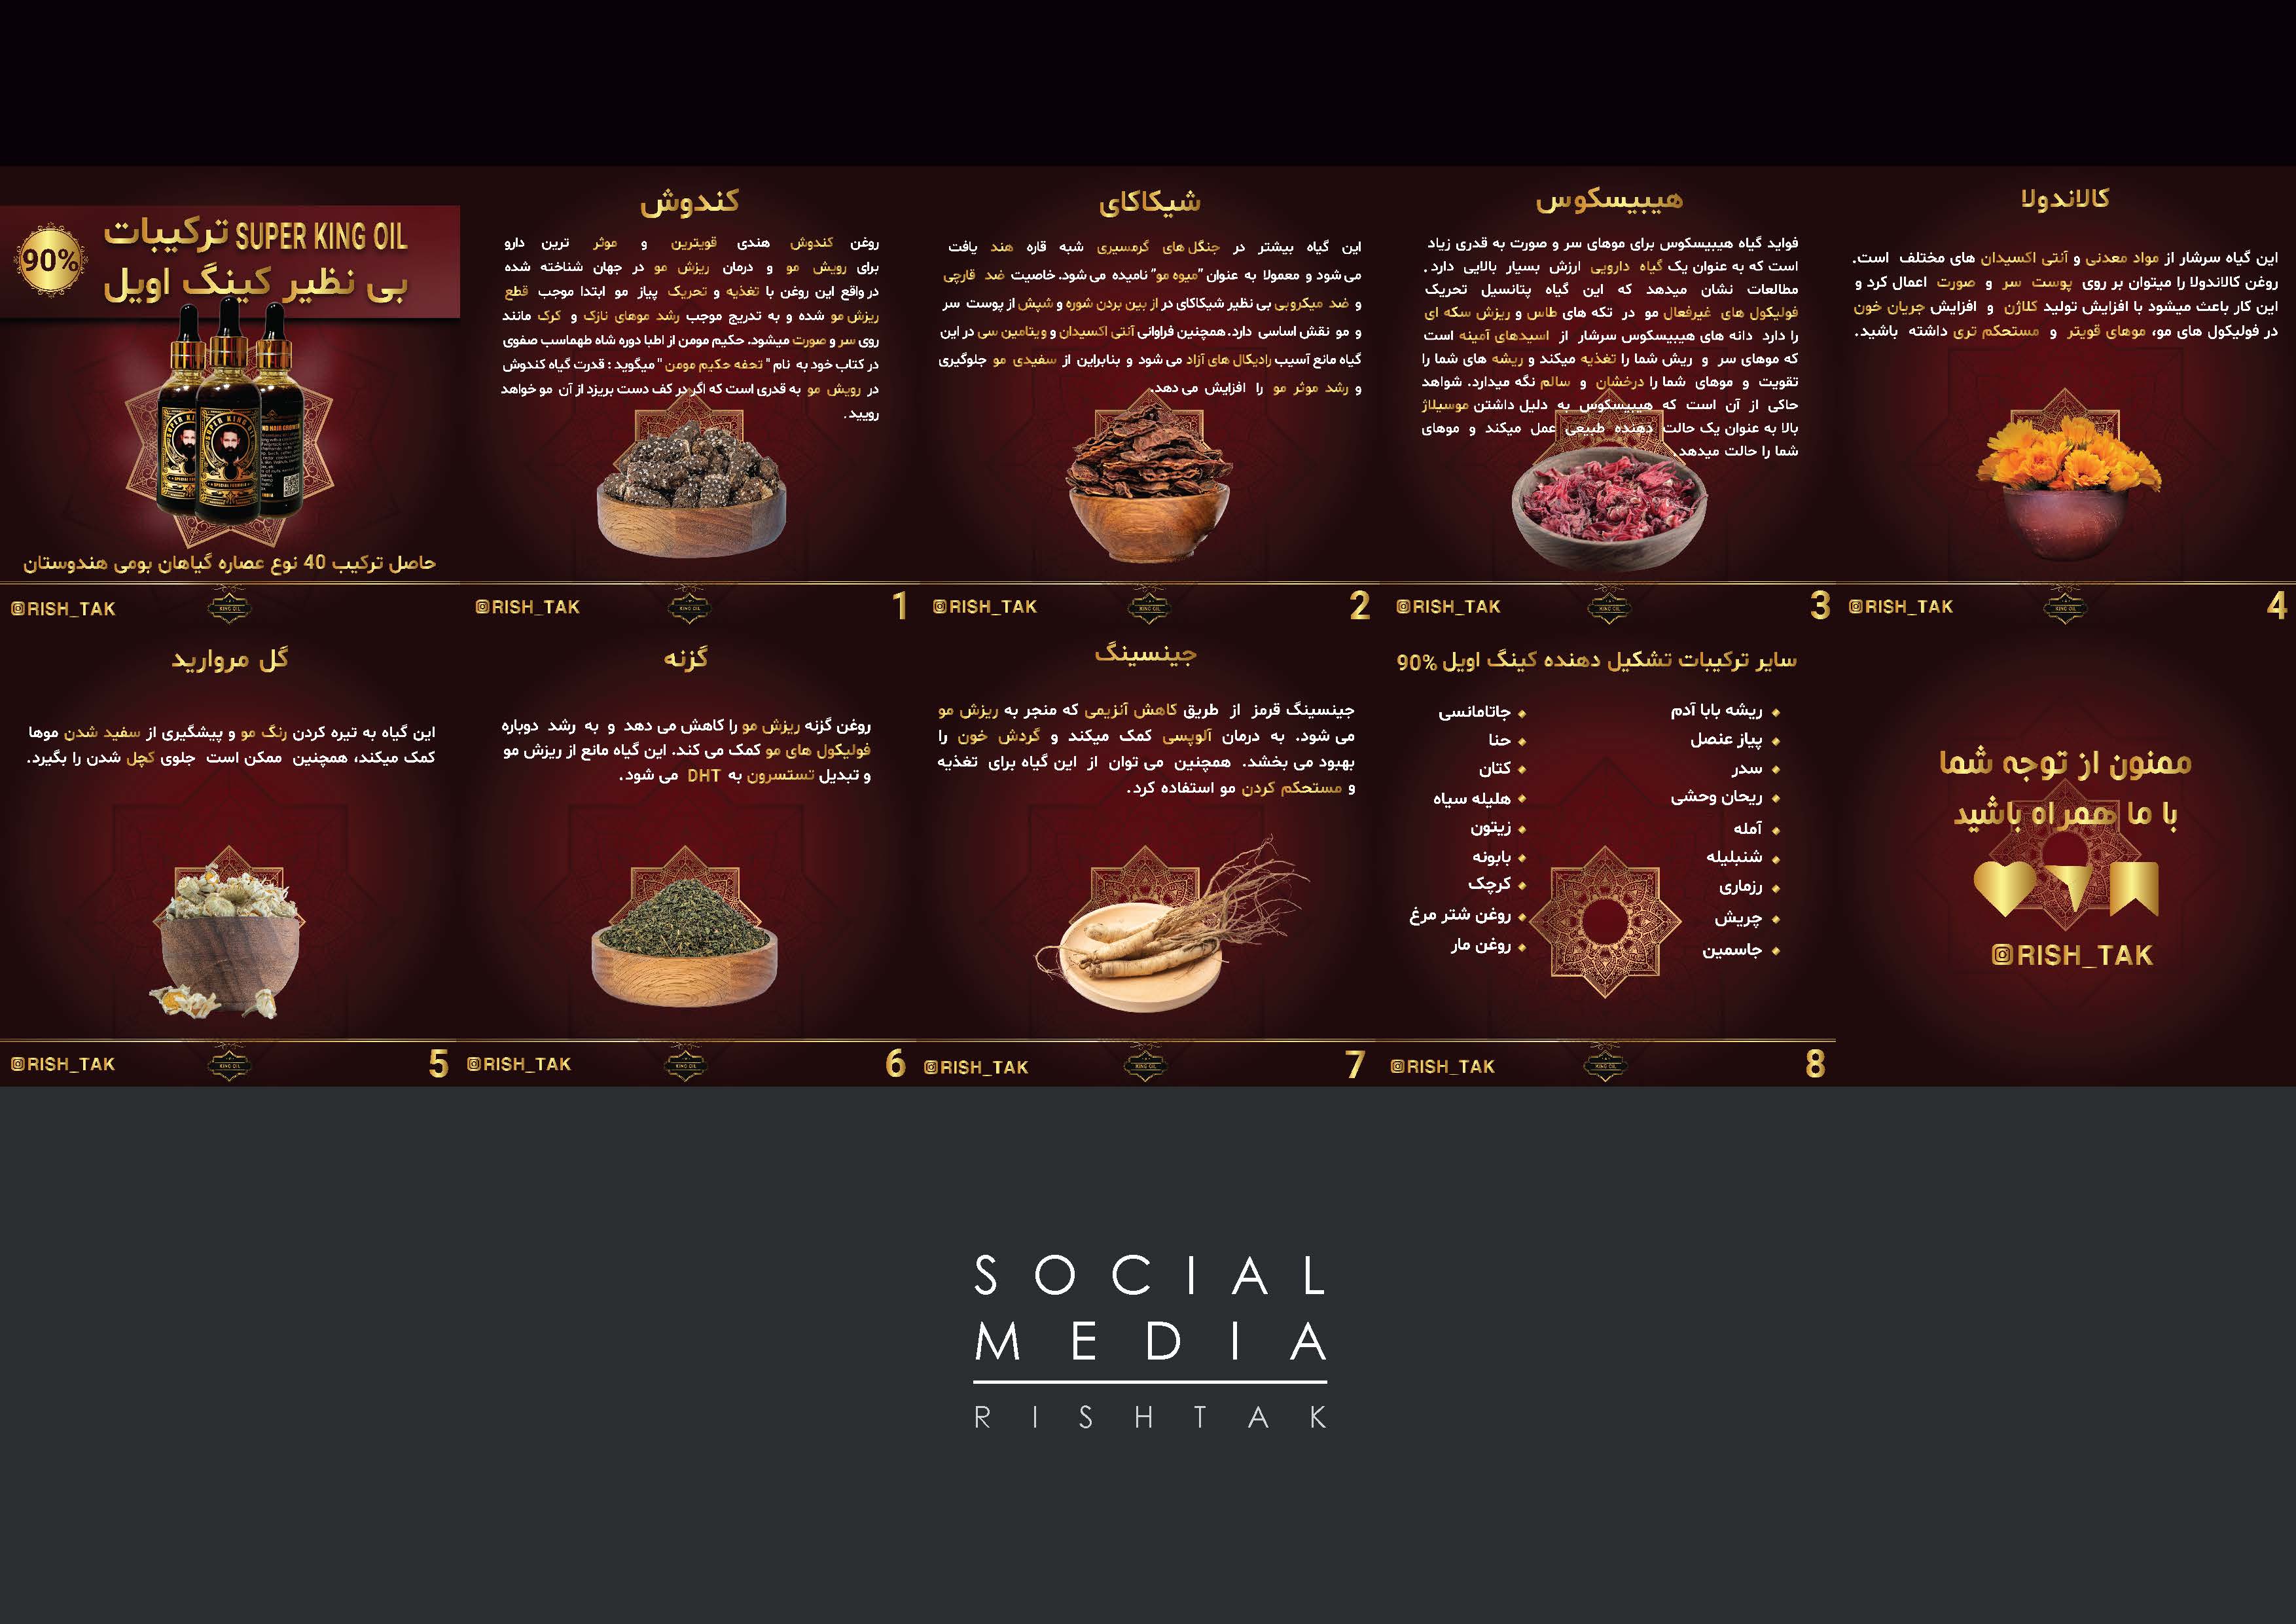 SUPER KING OIL ترکیبات
بی نظیر کینگ اویل
90%
حاصل ترکیب 40 نوع عصاره گیاهان بومی هندوستان
RISH_TAK
KING OIL
کندوش
روغن کندوش هندی قویترین و موثر ترین دارو
برای رویش مو و درمان ریزش مو در جهان شناخته شده
در واقع این روغن با تغذیه و تحریک پیاز مو ابتدا موجب قطع
ریزش مو شده و به تدریج موجب رشد موهای نازک و کرک مانند
روی سر و صورت میشود. حکیم مومن از اطبا دوره شاه طهماسب صفوی
در کتاب خود به نام " تحفه حکیم مومن " میگوید : قدرت گیاه کندوش
در رویش مو به قدری است که اگر در کف دست بریزد از آن مو خواهد
رویید .
RISH_TAK
KING OIL
1
شیکاکای
این گیاه بیشتر در جنگل های گرمسیری شبه قاره هند یافت
می شود و معمولا به عنوان "میوه مو" نامیده می شود. خاصیت ضد قارچی
و ضد میکروبی بی نظیر شیکاکای در از بین بردن شوره و شپش از پوست سر
و مو نقش اساسی دارد. همچنین فراوانی آنتی اکسیدان و ویتامین سی در این
گیاه مانع آسیب رادیکال های آزاد می شود و بنابراین از سفیدی مو جلوگیری
و رشد موثر مو را افزایش می دهد.
RISH_TAK
KING OIL
2
هیبیسکوس
فواید گیاه هیبیسکوس برای موهای سر و صورت به قدری زیاد
است که به عنوان یک گیاه دارویی ارزش بسیار بالایی دارد .
مطالعات نشان میدهد که این گیاه پتانسیل تحریک
فولیکول های غیرفعال مو در تکه های طاس و ریزش سکه ای
را دارد دانه های هیبیسکوس سرشار از اسیدهای آمینه است
که موهای سر و ریش شما را تغذیه میکند و ریشه های شما را
تقویت و موهای شما را درخشان و سالم نگه میدارد. شواهد
حاکی از آن است که هیبیسکوس به دلیل داشتن موسیلاژ
بالا به عنوان یک حالت دهنده طبیعی عمل میکند و موهای
شما را حالت میدهد.
RISH_TAK
KING OIL
3
کالاندولا
این گیاه سرشار از مواد معدنی و آنتی اکسیدان های مختلف است.
روغن کالاندولا را میتوان بر روی پوست سر و صورت اعمال کرد و
این کار باعث میشود با افزایش تولید کلاژن و افزایش جریان خون
در فولیکول های مو، موهای قویتر و مستحکم تری داشته باشید.
RISH_TAK
KING OIL
4
گل مروارید
این گیاه به تیره کردن رنگ مو و پیشگیری از سفید شدن موها
کمک میکند، همچنین ممکن است جلوی کچل شدن را بگیرد.
RISH_TAK
KING OIL
5
گزنه
روغن گزنه ریزش مو را کاهش می دهد و به رشد دوباره
فولیکول های مو کمک می کند. این گیاه مانع از ریزش مو
و تبدیل تستسرون به DHT می شود.
RISH_TAK
KING OIL
6
جینسینگ
جینسینگ قرمز از طریق کاهش آنزیمی که منجر به ریزش مو
می شود. به درمان آلوپسی کمک میکند و گردش خون را
بهبود می بخشد. همچنین می توان از این گیاه برای تغذیه
و مستحکم کردن مو استفاده کرد.
RISH_TAK
KING OIL
7
سایر ترکیبات تشکیل دهنده کینگ اویل 90%
ریشه بابا آدم
پیاز عنصل
سدر
ریحان وحشی
آمله
شنبلیله
رزماری
چریش
جاسمین
جاتامانسی
حنا
کتان
هلیله سیاه
زیتون
بابونه
کرچک
روغن شتر مرغ
روغن مار
RISH_TAK
KING OIL
8
ممنون از توجه شما
با ما همراه باشید
RISH_TAK
SOCIAL
MEDIA
RISHTAK